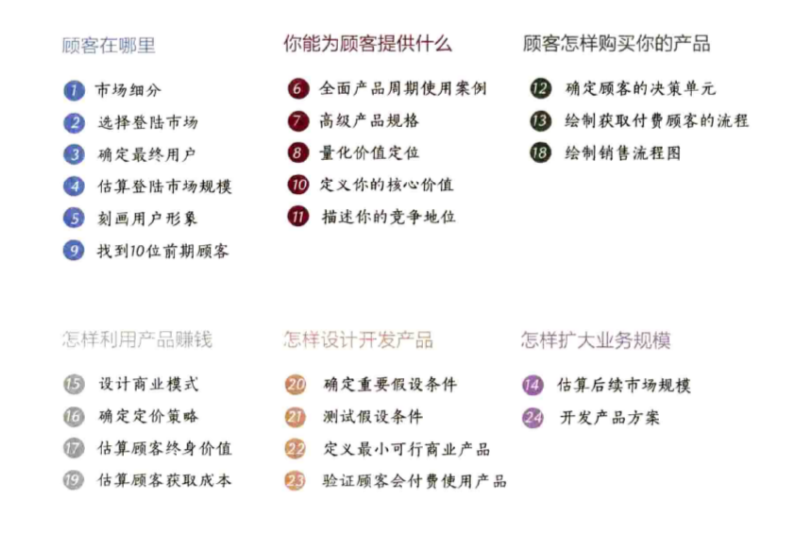 顾客在哪里
1 市场细分
2 选择登陆市场
3 确定最终用户
4 估算登陆市场规模
5 刻画用户形象
9 找到10位前期顾客
你能为顾客提供什么
6 全面产品周期使用案例
7 高级产品规格
8 量化价值定位
10 定义你的核心价值
11 描述你的竞争地位
顾客怎样购买你的产品
12 确定顾客的决策单元
13 绘制获取付费顾客的流程
18 绘制销售流程图
怎样利用产品赚钱
15 设计商业模式
16 确定定价策略
17 估算顾客终身价值
19 估算顾客获取成本
怎样设计开发产品
20 确定重要假设条件
21 测试假设条件
22 定义最小可行商业产品
23 验证顾客会付费使用产品
怎样扩大业务规模
14 估算后续市场规模
24 开发产品方案